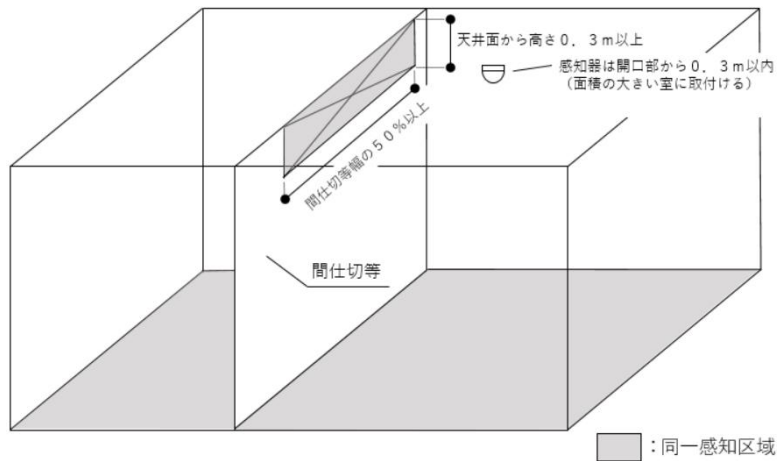 天井面から高さ０．３ｍ以上
感知器は開口部から０．３ｍ以内
（面積の大きい室に取付ける）
間仕切等幅の５０％以上
間仕切等
：同一感知区域